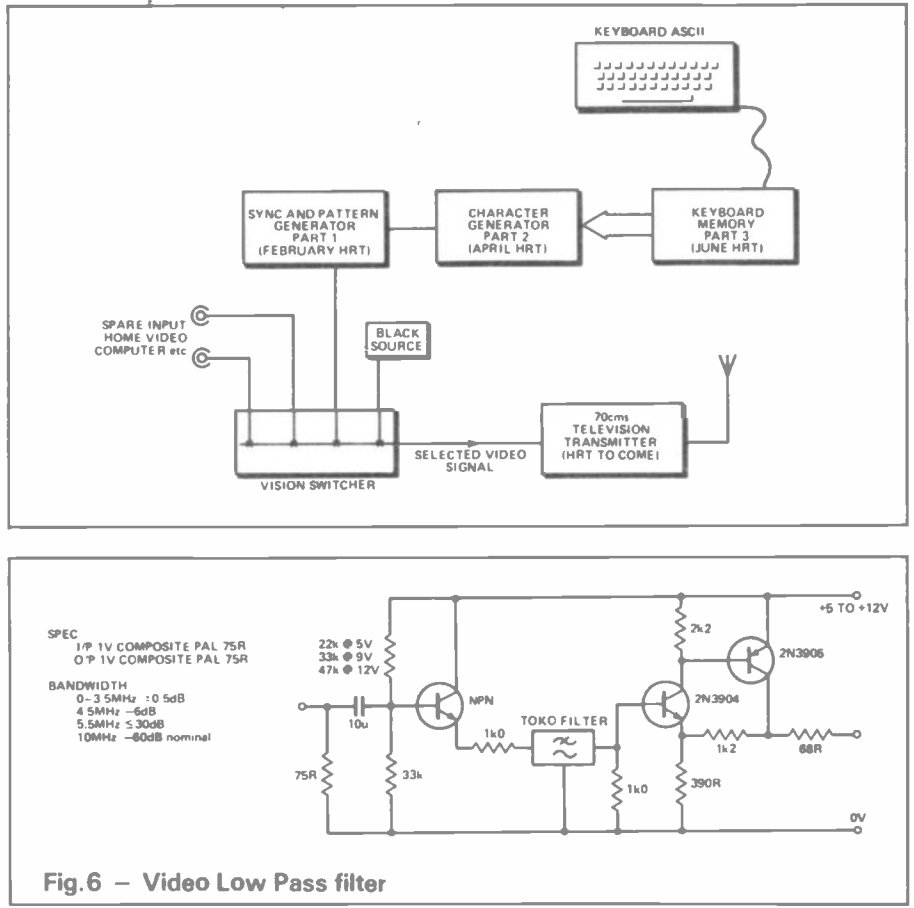 KEYBOARD ASCII
SYNC AND PATTERN
GENERATOR
PART 1
(FEBRUARY HRT)
CHARACTER
GENERATOR
PART 2
(APRIL HRT)
KEYBOARD
MEMORY
PART 3
(JUNE HRT)
SPARE INPUT
HOME VIDEO
COMPUTER etc
BLACK
SOURCE
70cms
TELEVISION
TRANSMITTER
(HRT TO COME)
SELECTED VIDEO
SIGNAL
VISION SWITCHER
SPEC
I/P 1V COMPOSITE PAL 75R
O/P 1V COMPOSITE PAL 75R
BANDWIDTH
0-3 5MHz ±0 5dB
4 5MHz -6dB
5.5MHz ≤ 30dB
10MHz -60dB nominal
22k @ 5V
33k @ 9V
47k @ 12V
+5 TO +12V
2k2
2N3906
NPN
2N3904
10u
TOKO FILTER
1k0
1k2
68R
75R
33k
1k0
390R
0V
Fig.6 – Video Low Pass filter